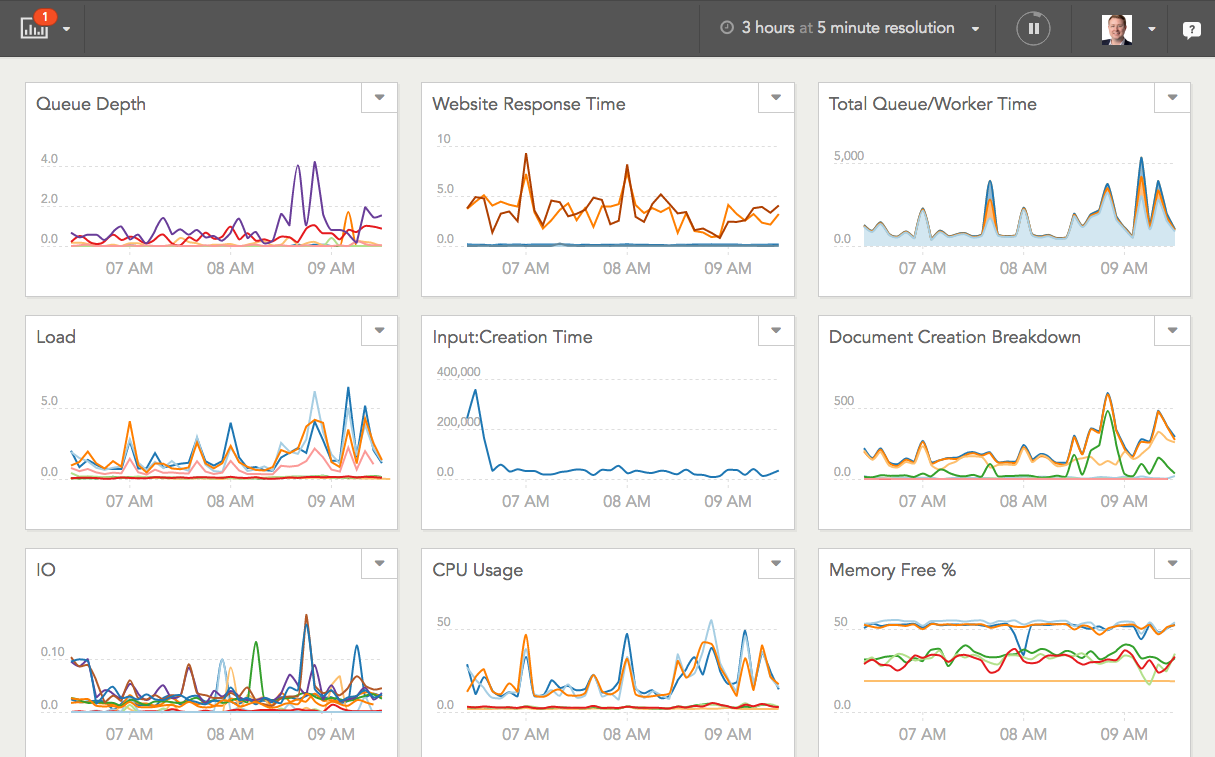 1
3 hours at 5 minute resolution
?
Queue Depth
4.0
2.0
0.0
07 AM 08 AM 09 AM
Website Response Time
10
5.0
0.0
07 AM 08 AM 09 AM
Total Queue/Worker Time
5,000
0.0
07 AM 08 AM 09 AM
Load
5.0
0.0
07 AM 08 AM 09 AM
Input:Creation Time
400,000
200,000
0.0
07 AM 08 AM 09 AM
Document Creation Breakdown
500
0.0
07 AM 08 AM 09 AM
IO
0.10
0.0
07 AM 08 AM 09 AM
CPU Usage
50
0.0
07 AM 08 AM 09 AM
Memory Free %
50
0.0
07 AM 08 AM 09 AM